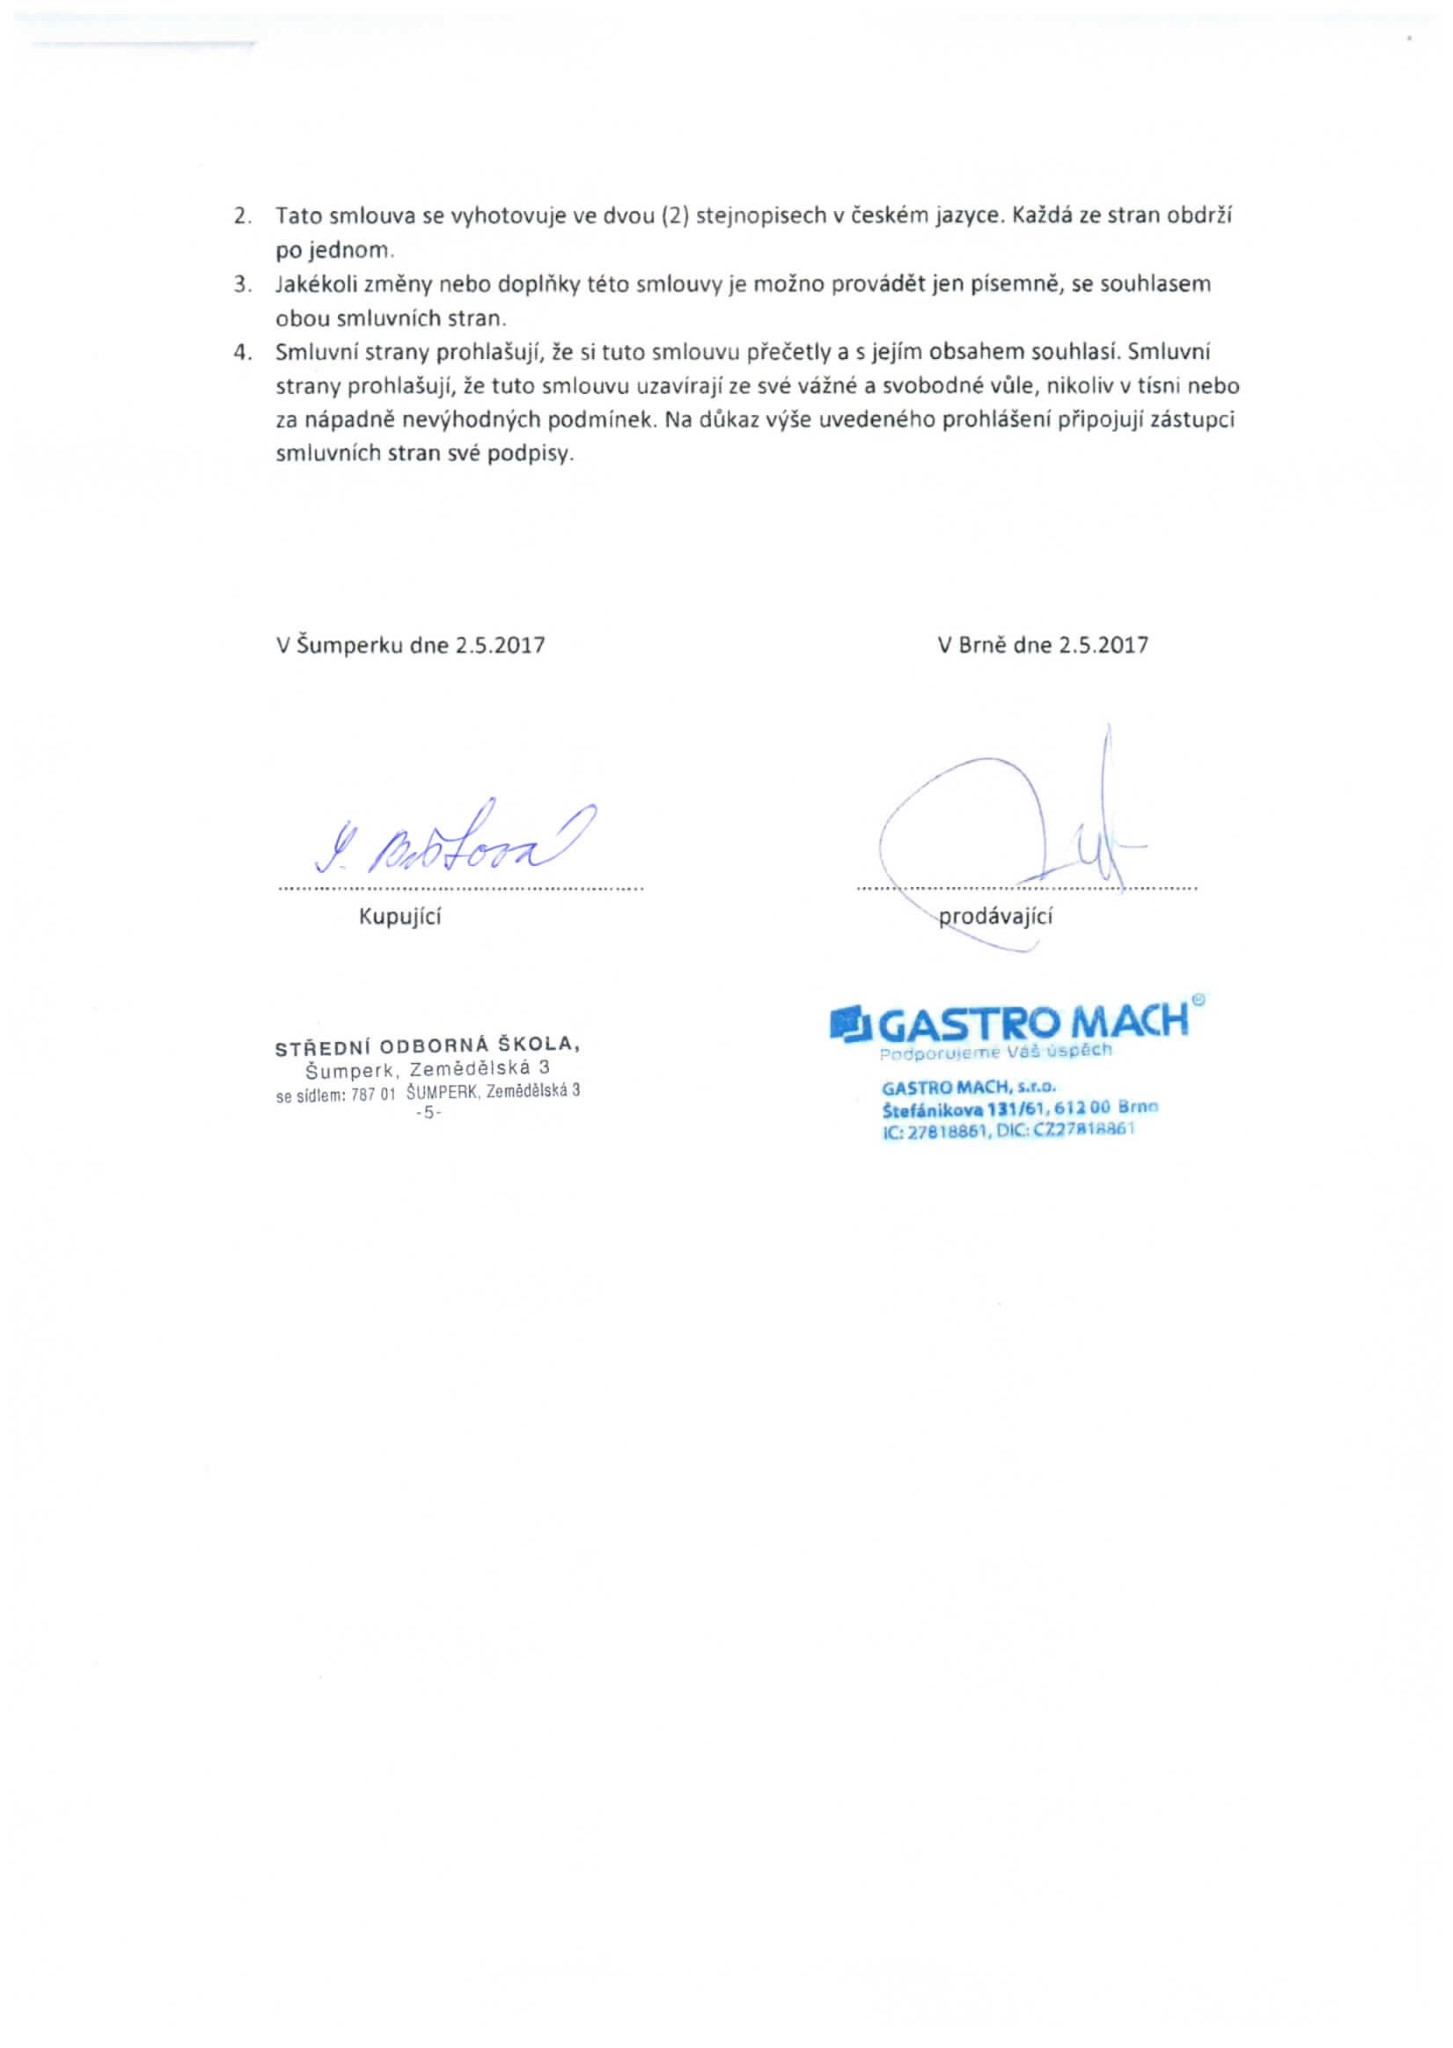 2. Tato smlouva se vyhotovuje ve dvou (2) stejnopisech v českém jazyce. Každá ze stran obdrží
po jednom.
3. Jakékoli změny nebo doplňky této smlouvy je možno provádět jen písemně, se souhlasem
obou smluvních stran.
4. Smluvní strany prohlašují, že si tuto smlouvu přečetly a s jejím obsahem souhlasí. Smluvní
strany prohlašují, že tuto smlouvu uzavírají ze své vážné a svobodné vůle, nikoliv v tísni nebo
za nápadně nevýhodných podmínek. Na důkaz výše uvedeného prohlášení připojují zástupci
smluvních stran své podpisy.
V Šumperku dne 2.5.2017
V Brně dne 2.5.2017
Kupující
prodávající
STŘEDNÍ ODBORNÁ ŠKOLA,
Šumperk, Zemědělská 3
se sídlem: 787 01 ŠUMPERK, Zemědělská 3
-5-
GASTRO MACH®
Podporujeme Váš úspěch
GASTRO MACH, s.r.o.
Štefánikova 131/61, 612 00 Brno
IC: 27818861, DIC: CZ27818861